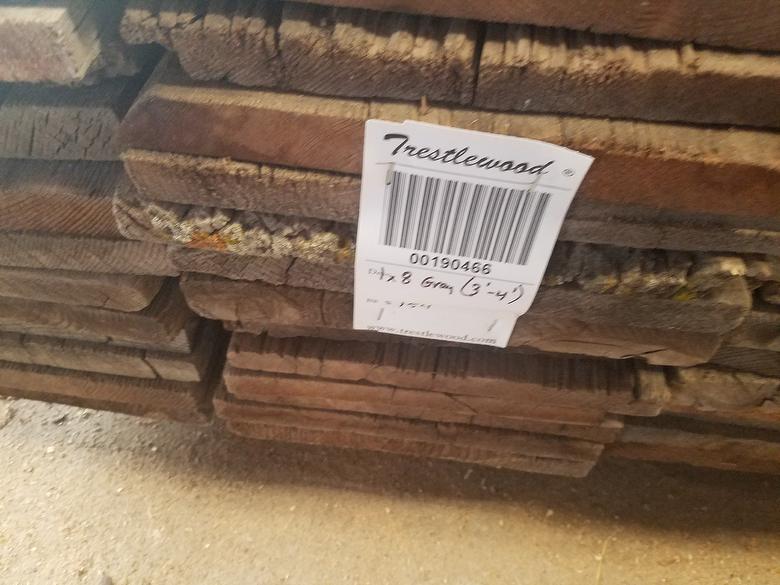 Trestlewood ®
00190466
1x8 Gray (3'-4')
www.trestlewood.com